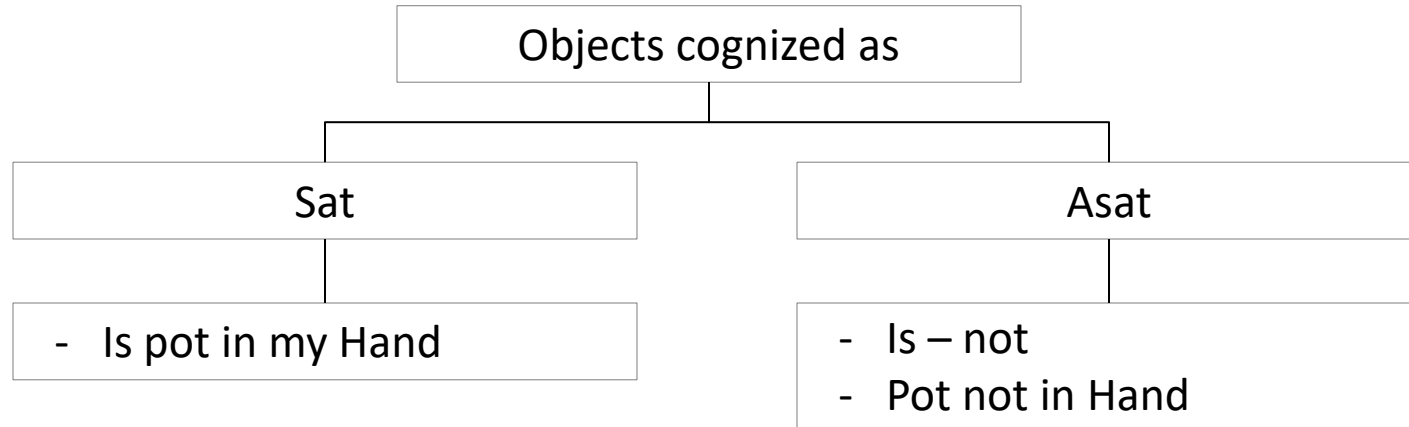 Objects cognized as
Sat
Asat
- Is pot in my Hand
- Is – not
- Pot not in Hand